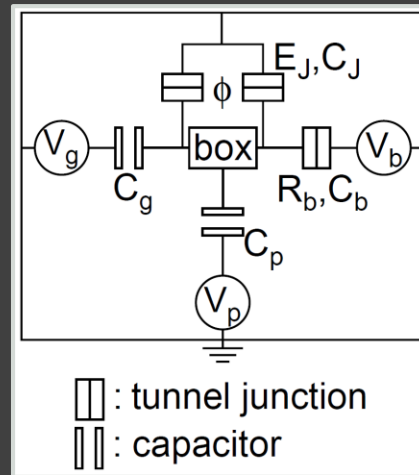 E_J,C_J
ϕ
V_g
box
V_b
C_g
R_b,C_b
C_p
V_p
: tunnel junction
: capacitor